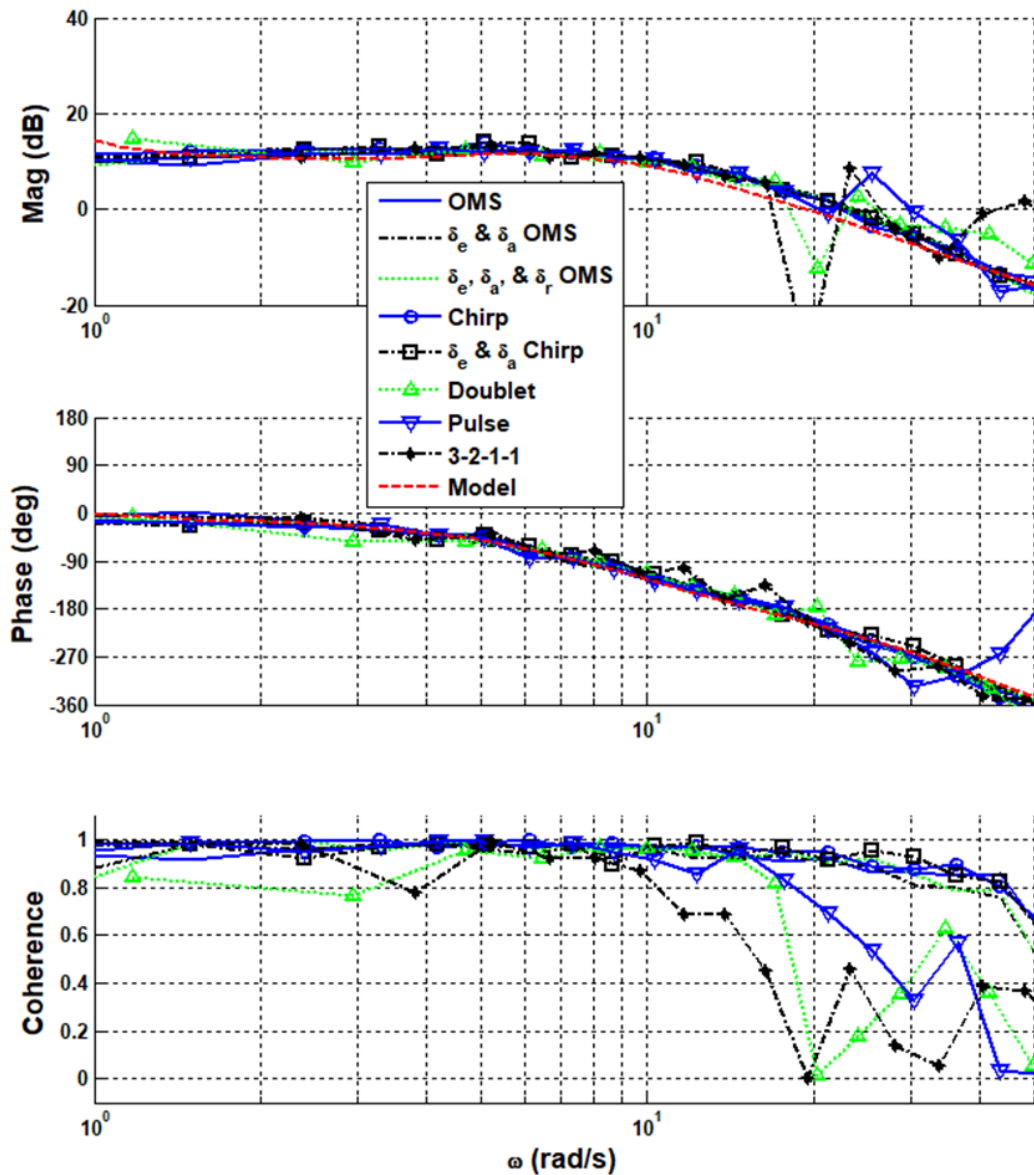 40
20
0
-20
Mag (dB)
10⁰
10¹
OMS
δₑ & δₐ OMS
δₑ, δₐ, & δᵣ OMS
Chirp
δₑ & δₐ Chirp
Doublet
Pulse
3-2-1-1
Model
180
90
0
-90
-180
-270
-360
Phase (deg)
10⁰
10¹
1
0.8
0.6
0.4
0.2
0
Coherence
10⁰
10¹
ω (rad/s)